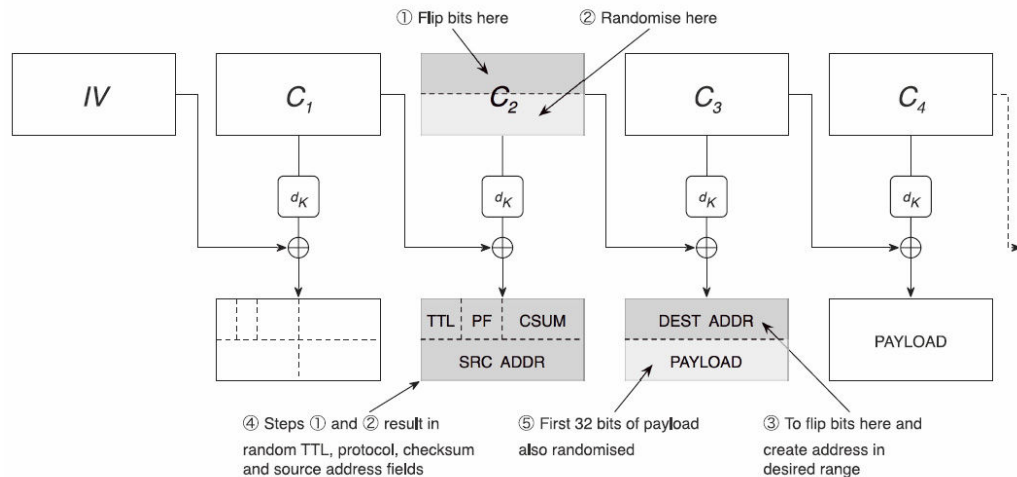 ① Flip bits here
② Randomise here
IV
C1
C2
C3
C4
dK
dK
dK
dK
TTL
PF
CSUM
SRC ADDR
DEST ADDR
PAYLOAD
PAYLOAD
④ Steps ① and ② result in
random TTL, protocol, checksum
and source address fields
⑤ First 32 bits of payload
also randomised
③ To flip bits here and
create address in
desired range